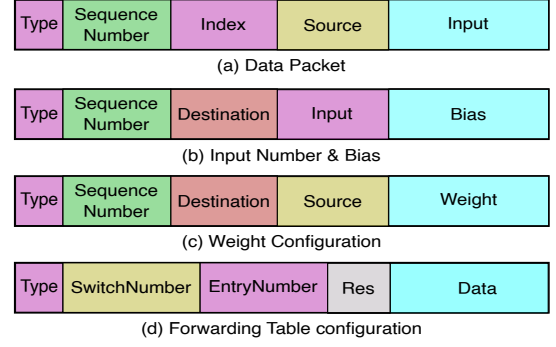 Type Sequence Number Index Source Input
(a) Data Packet
Type Sequence Number Destination Input Bias
(b) Input Number & Bias
Type Sequence Number Destination Source Weight
(c) Weight Configuration
Type SwitchNumber EntryNumber Res Data
(d) Forwarding Table configuration